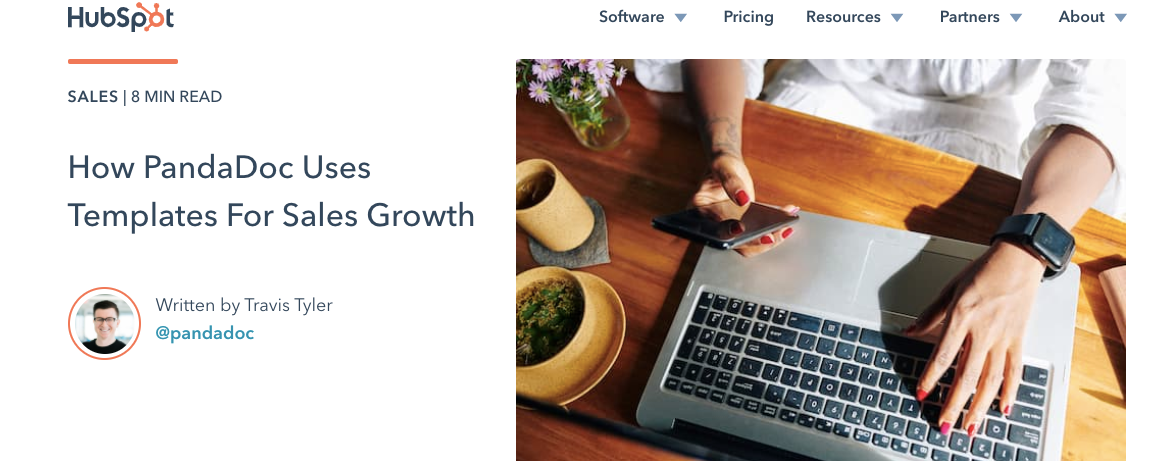 HubSpot
Software Pricing Resources Partners About
SALES | 8 MIN READ
How PandaDoc Uses
Templates For Sales Growth
Written by Travis Tyler
@pandadoc